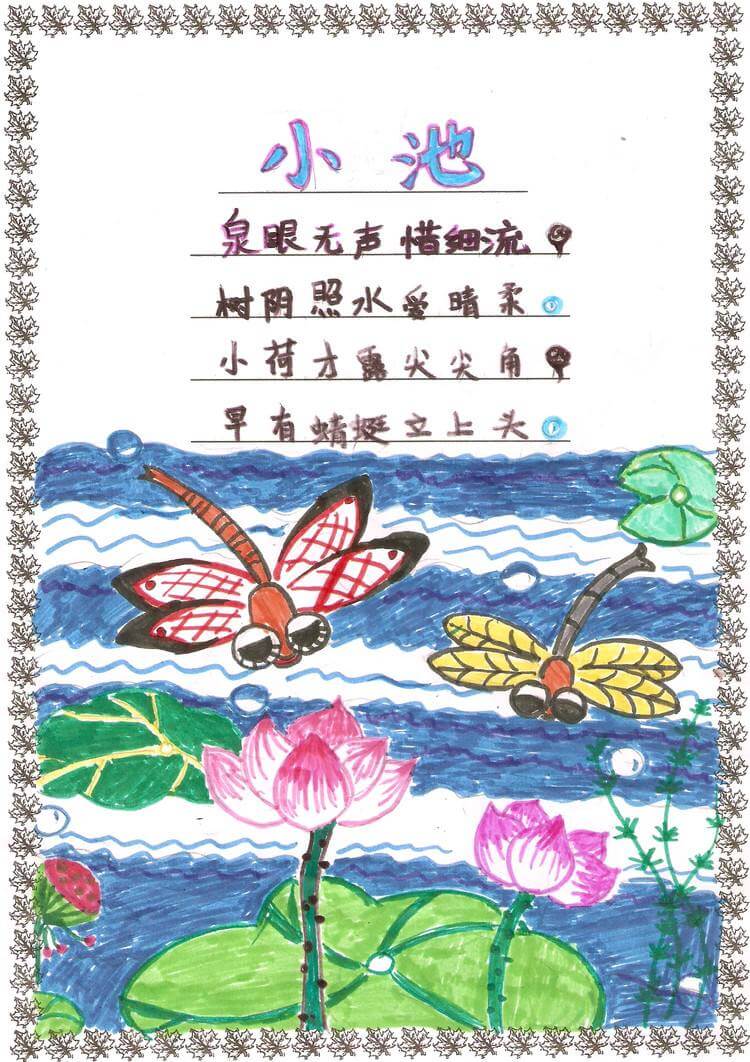 小池
泉眼无声惜细流，
树阴照水爱晴柔。
小荷才露尖尖角，
早有蜻蜓立上头。